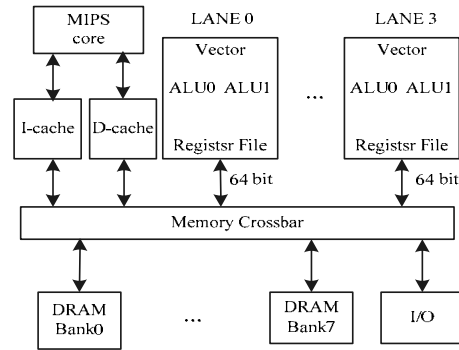 MIPS
core
LANE 0
LANE 3
Vector
ALU0 ALU1
Registsr File
...
Vector
ALU0 ALU1
Registsr File
I-cache
D-cache
64 bit
64 bit
Memory Crossbar
DRAM
Bank0
...
DRAM
Bank7
I/O